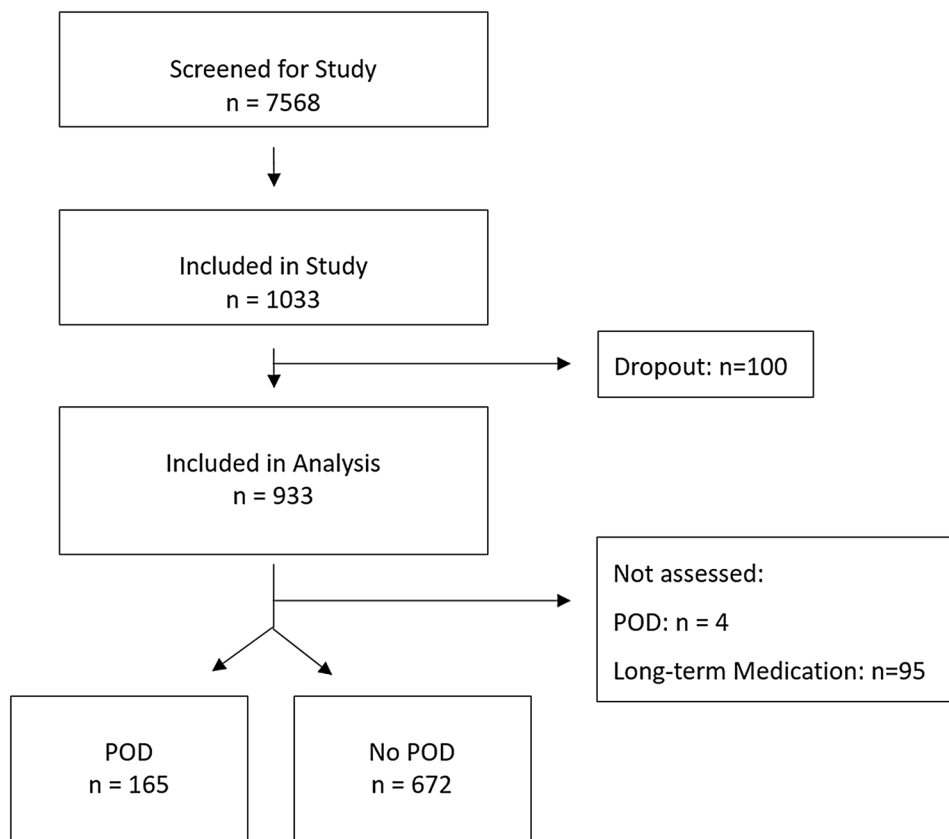 Screened for Study
n = 7568
Included in Study
n = 1033
Dropout: n=100
Included in Analysis
n = 933
Not assessed:
POD: n = 4
Long-term Medication: n=95
POD
n = 165
No POD
n = 672